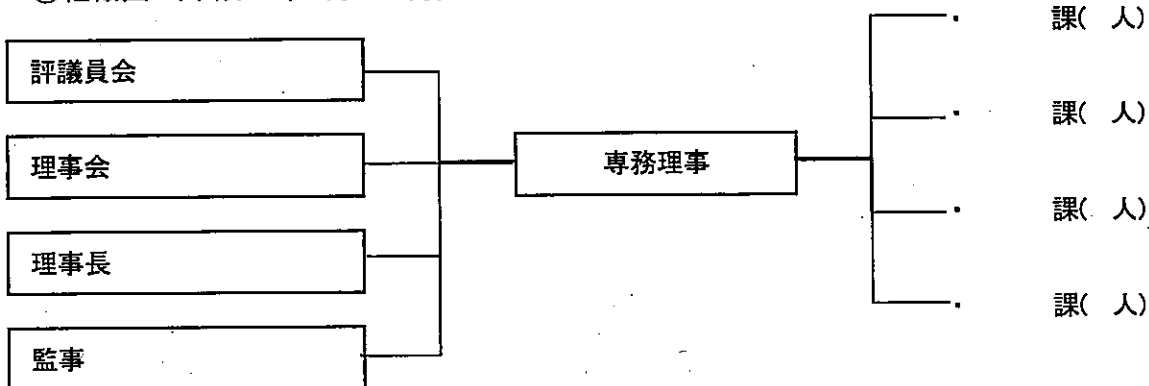 評議員会
理事会
理事長
監事
専務理事
・ 課( 人)
・ 課( 人)
・ 課( 人)
・ 課( 人)